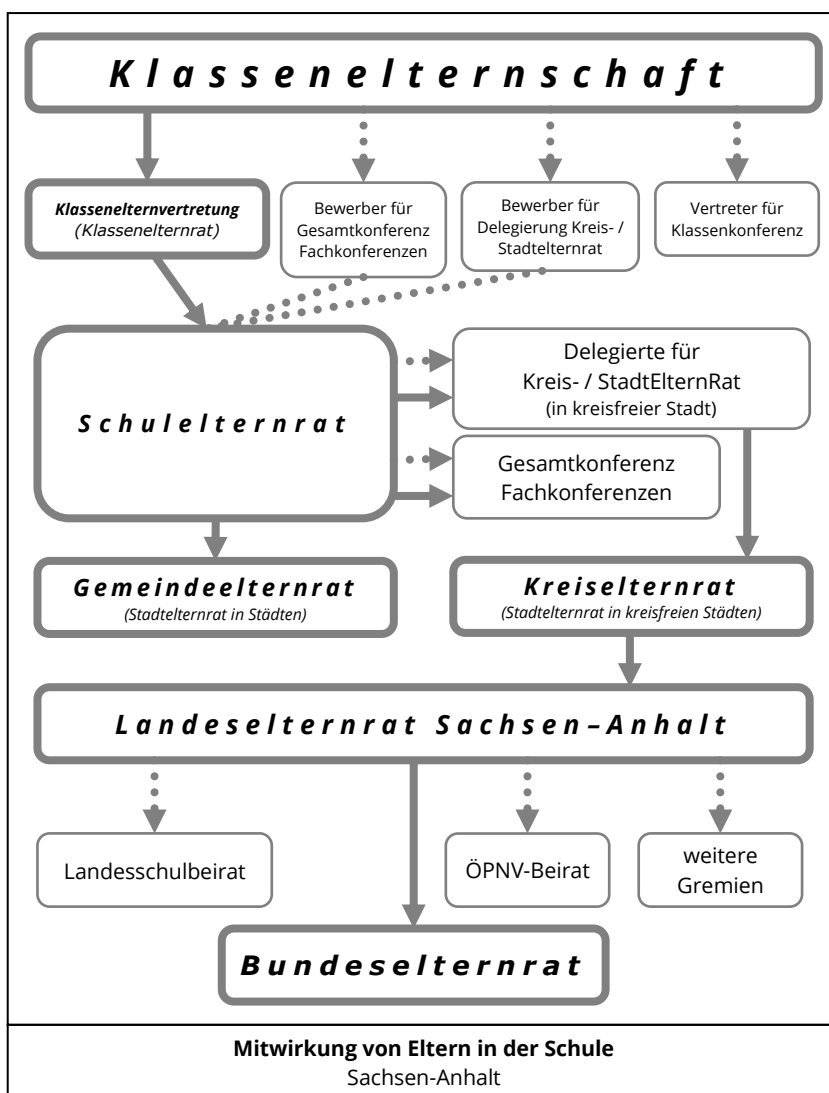 Klassenelternschaft
Klassenelternvertretung
(Klassenelternrat)
Bewerber für
Gesamtkonferenz
Fachkonferenzen
Bewerber für
Delegierung Kreis- /
Stadtelternrat
Vertreter für
Klassenkonferenz
Schulelternrat
Delegierte für
Kreis- / StadtElternRat
(in kreisfreier Stadt)
Gesamtkonferenz
Fachkonferenzen
Gemeindeelternrat
(Stadtelternrat in Städten)
Kreiselternrat
(Stadtelternrat in kreisfreien Städten)
Landeselternrat Sachsen–Anhalt
Landesschulbeirat
ÖPNV-Beirat
weitere
Gremien
Bundeselternrat
Mitwirkung von Eltern in der Schule
Sachsen-Anhalt